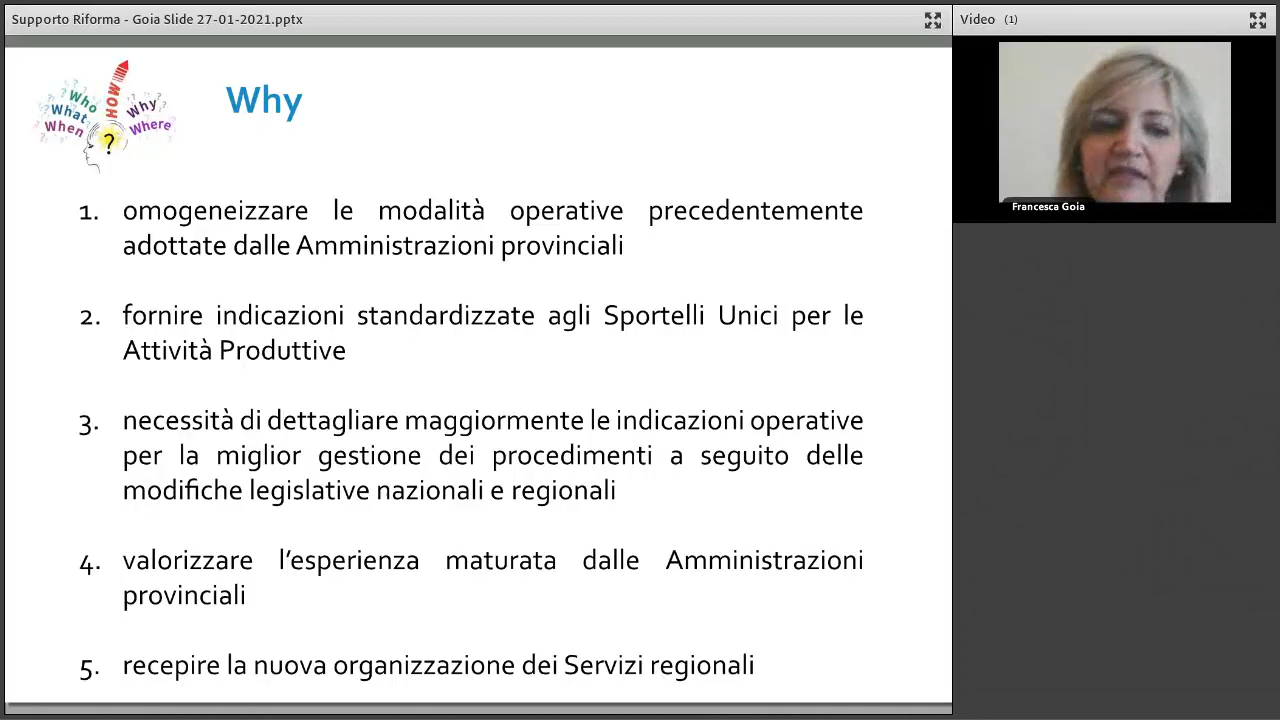 Supporto Riforma - Goia Slide 27-01-2021.pptx
Video (1)
Who
What
When
HOW
Why
Where
?
Why
Francesca Goia
1. omogeneizzare le modalità operative precedentemente
adottate dalle Amministrazioni provinciali
2. fornire indicazioni standardizzate agli Sportelli Unici per le
Attività Produttive
3. necessità di dettagliare maggiormente le indicazioni operative
per la miglior gestione dei procedimenti a seguito delle
modifiche legislative nazionali e regionali
4. valorizzare l’esperienza maturata dalle Amministrazioni
provinciali
5. recepire la nuova organizzazione dei Servizi regionali